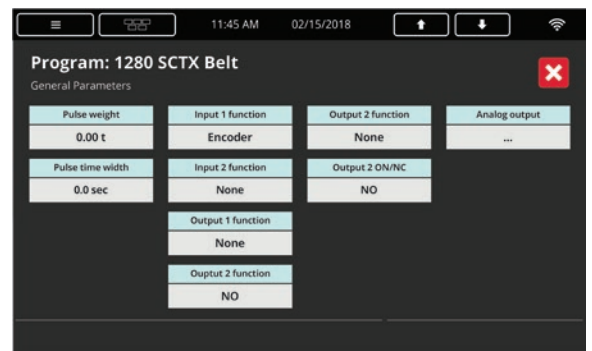 11:45 AM 02/15/2018
Program: 1280 SCTX Belt
General Parameters
Pulse weight
0.00 t
Pulse time width
0.0 sec
Input 1 function
Encoder
Input 2 function
None
Output 1 function
None
Ouptut 2 function
NO
Output 2 function
None
Output 2 ON/NC
NO
Analog output
...